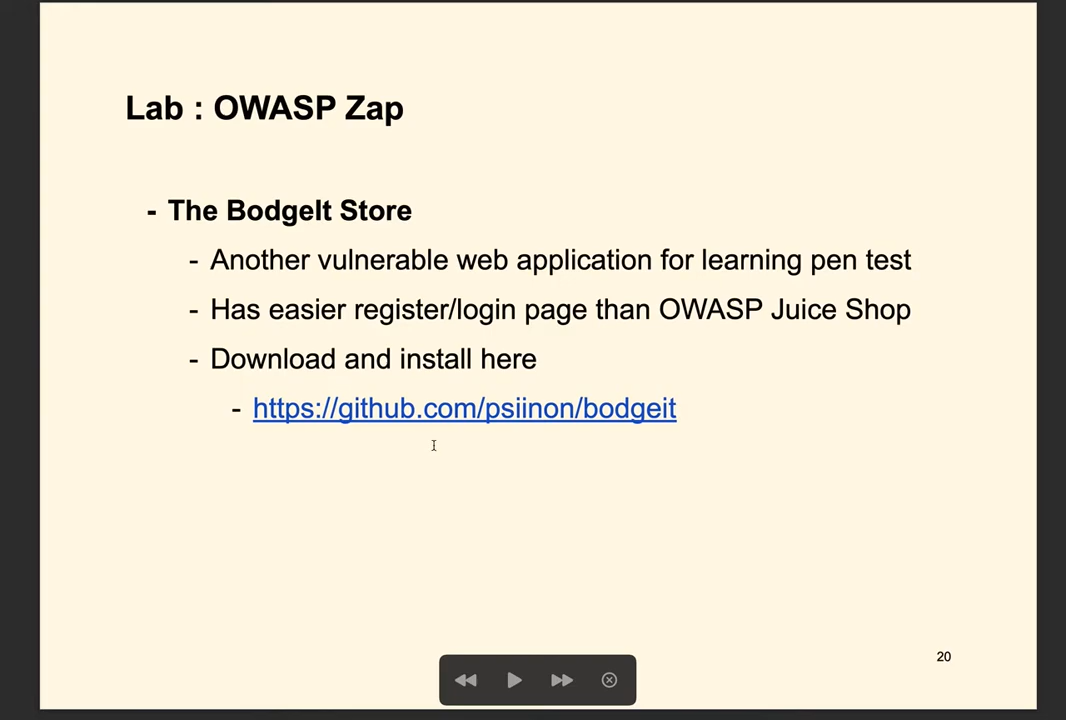 Lab : OWASP Zap
- The BodgeIt Store
- Another vulnerable web application for learning pen test
- Has easier register/login page than OWASP Juice Shop
- Download and install here
- https://github.com/psiinon/bodgeit
20